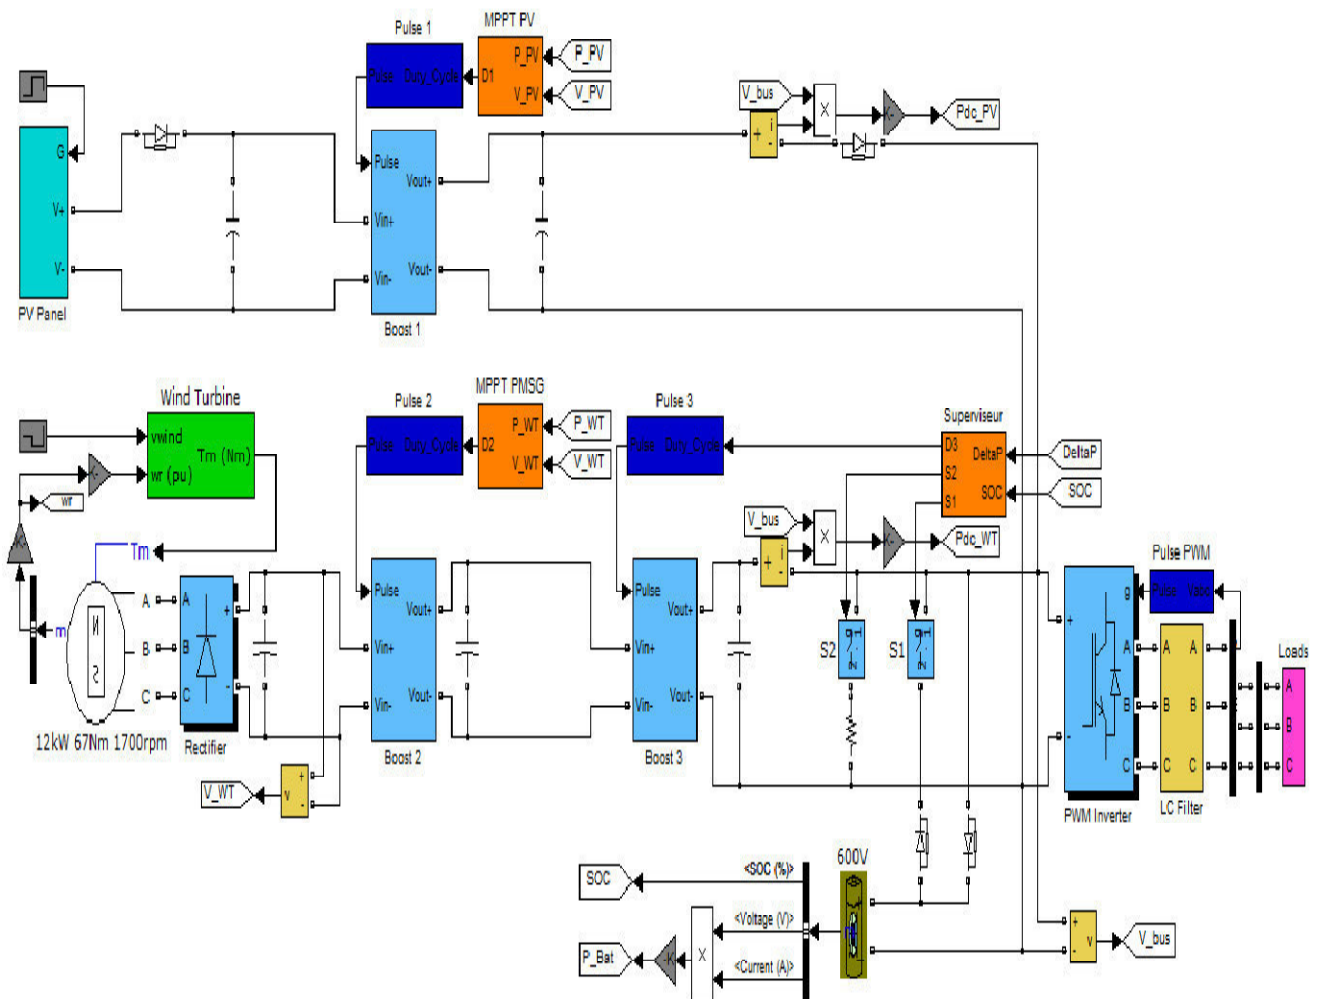 Pulse 1
MPPT PV
Pulse
Duty_Cycle
D1
P_PV
V_PV
P_PV
V_PV
V_bus
X
K-
Pdc_PV
+
i
-
G
V+
V-
PV Panel
Pulse
Vin+
Vin-
Vout+
Vout-
Boost 1
Wind Turbine
vwind
wr (pu)
Tm (Nm)
K-
wr
K-
Tm
m
N
S
A
B
C
12kW 67Nm 1700rpm
A
B
C
+
-
Rectifier
V_WT
+
v
-
Pulse 2
MPPT PMSG
Pulse
Duty_Cycle
D2
P_WT
V_WT
P_WT
V_WT
Pulse
Vin+
Vin-
Vout+
Vout-
Boost 2
Pulse 3
Pulse
Duty_Cycle
Superviseur
D3
S2
S1
DeltaP
SOC
DeltaP
SOC
V_bus
X
K-
Pdc_WT
+
i
-
Pulse
Vin+
Vin-
Vout+
Vout-
Boost 3
S2
S1
Pulse PWM
Pulse
Vabc
g
+
-
A
B
C
PWM Inverter
A
B
C
A
B
C
LC Filter
Loads
A
B
C
600V
<SOC (%)>
<Voltage (V)>
<Current (A)>
SOC
X
-K-
P_Bat
+
v
-
V_bus